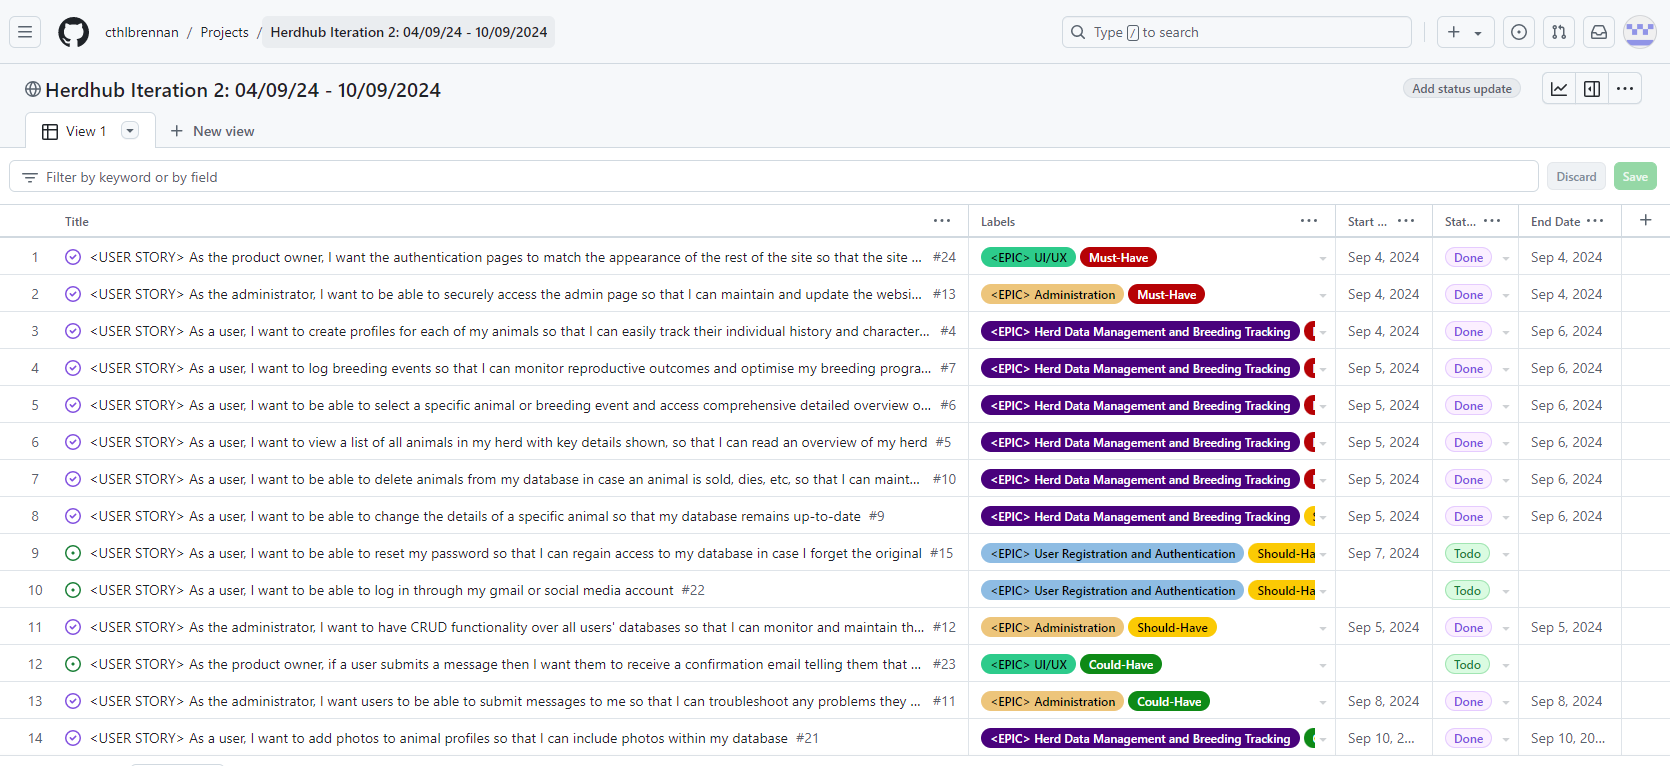 cthlbrennan / Projects / Herdhub Iteration 2: 04/09/24 - 10/09/2024 Type / to search
Herdhub Iteration 2: 04/09/24 - 10/09/2024 Add status update
View 1 New view
Filter by keyword or by field Discard Save
Title Labels Start ... Stat... End Date
1 <USER STORY> As the product owner, I want the authentication pages to match the appearance of the rest of the site so that the site ... #24 <EPIC> UI/UX Must-Have Sep 4, 2024 Done Sep 4, 2024
2 <USER STORY> As the administrator, I want to be able to securely access the admin page so that I can maintain and update the websi... #13 <EPIC> Administration Must-Have Sep 4, 2024 Done Sep 4, 2024
3 <USER STORY> As a user, I want to create profiles for each of my animals so that I can easily track their individual history and character... #4 <EPIC> Herd Data Management and Breeding Tracking Sep 4, 2024 Done Sep 6, 2024
4 <USER STORY> As a user, I want to log breeding events so that I can monitor reproductive outcomes and optimise my breeding progra... #7 <EPIC> Herd Data Management and Breeding Tracking Sep 5, 2024 Done Sep 6, 2024
5 <USER STORY> As a user, I want to be able to select a specific animal or breeding event and access comprehensive detailed overview o... #6 <EPIC> Herd Data Management and Breeding Tracking Sep 5, 2024 Done Sep 6, 2024
6 <USER STORY> As a user, I want to view a list of all animals in my herd with key details shown, so that I can read an overview of my herd #5 <EPIC> Herd Data Management and Breeding Tracking Sep 5, 2024 Done Sep 6, 2024
7 <USER STORY> As a user, I want to be able to delete animals from my database in case an animal is sold, dies, etc, so that I can maint... #10 <EPIC> Herd Data Management and Breeding Tracking Sep 5, 2024 Done Sep 6, 2024
8 <USER STORY> As a user, I want to be able to change the details of a specific animal so that my database remains up-to-date #9 <EPIC> Herd Data Management and Breeding Tracking Sep 5, 2024 Done Sep 6, 2024
9 <USER STORY> As a user, I want to be able to reset my password so that I can regain access to my database in case I forget the original #15 <EPIC> User Registration and Authentication Should-Ha Sep 7, 2024 Todo
10 <USER STORY> As a user, I want to be able to log in through my gmail or social media account #22 <EPIC> User Registration and Authentication Should-Ha Todo
11 <USER STORY> As the administrator, I want to have CRUD functionality over all users' databases so that I can monitor and maintain th... #12 <EPIC> Administration Should-Have Sep 5, 2024 Done Sep 5, 2024
12 <USER STORY> As the product owner, if a user submits a message then I want them to receive a confirmation email telling them that ... #23 <EPIC> UI/UX Could-Have Todo
13 <USER STORY> As the administrator, I want users to be able to submit messages to me so that I can troubleshoot any problems they ... #11 <EPIC> Administration Could-Have Sep 8, 2024 Done Sep 8, 2024
14 <USER STORY> As a user, I want to add photos to animal profiles so that I can include photos within my database #21 <EPIC> Herd Data Management and Breeding Tracking Sep 10, 2... Done Sep 10, 20...